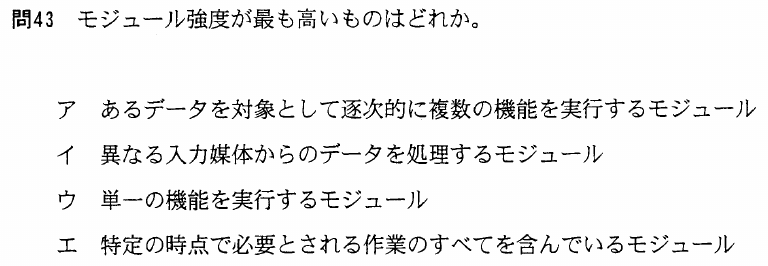 問43 モジュール強度が最も高いものはどれか。
ア あるデータを対象として逐次的に複数の機能を実行するモジュール
イ 異なる入力媒体からのデータを処理するモジュール
ウ 単一の機能を実行するモジュール
エ 特定の時点で必要とされる作業のすべてを含んでいるモジュール